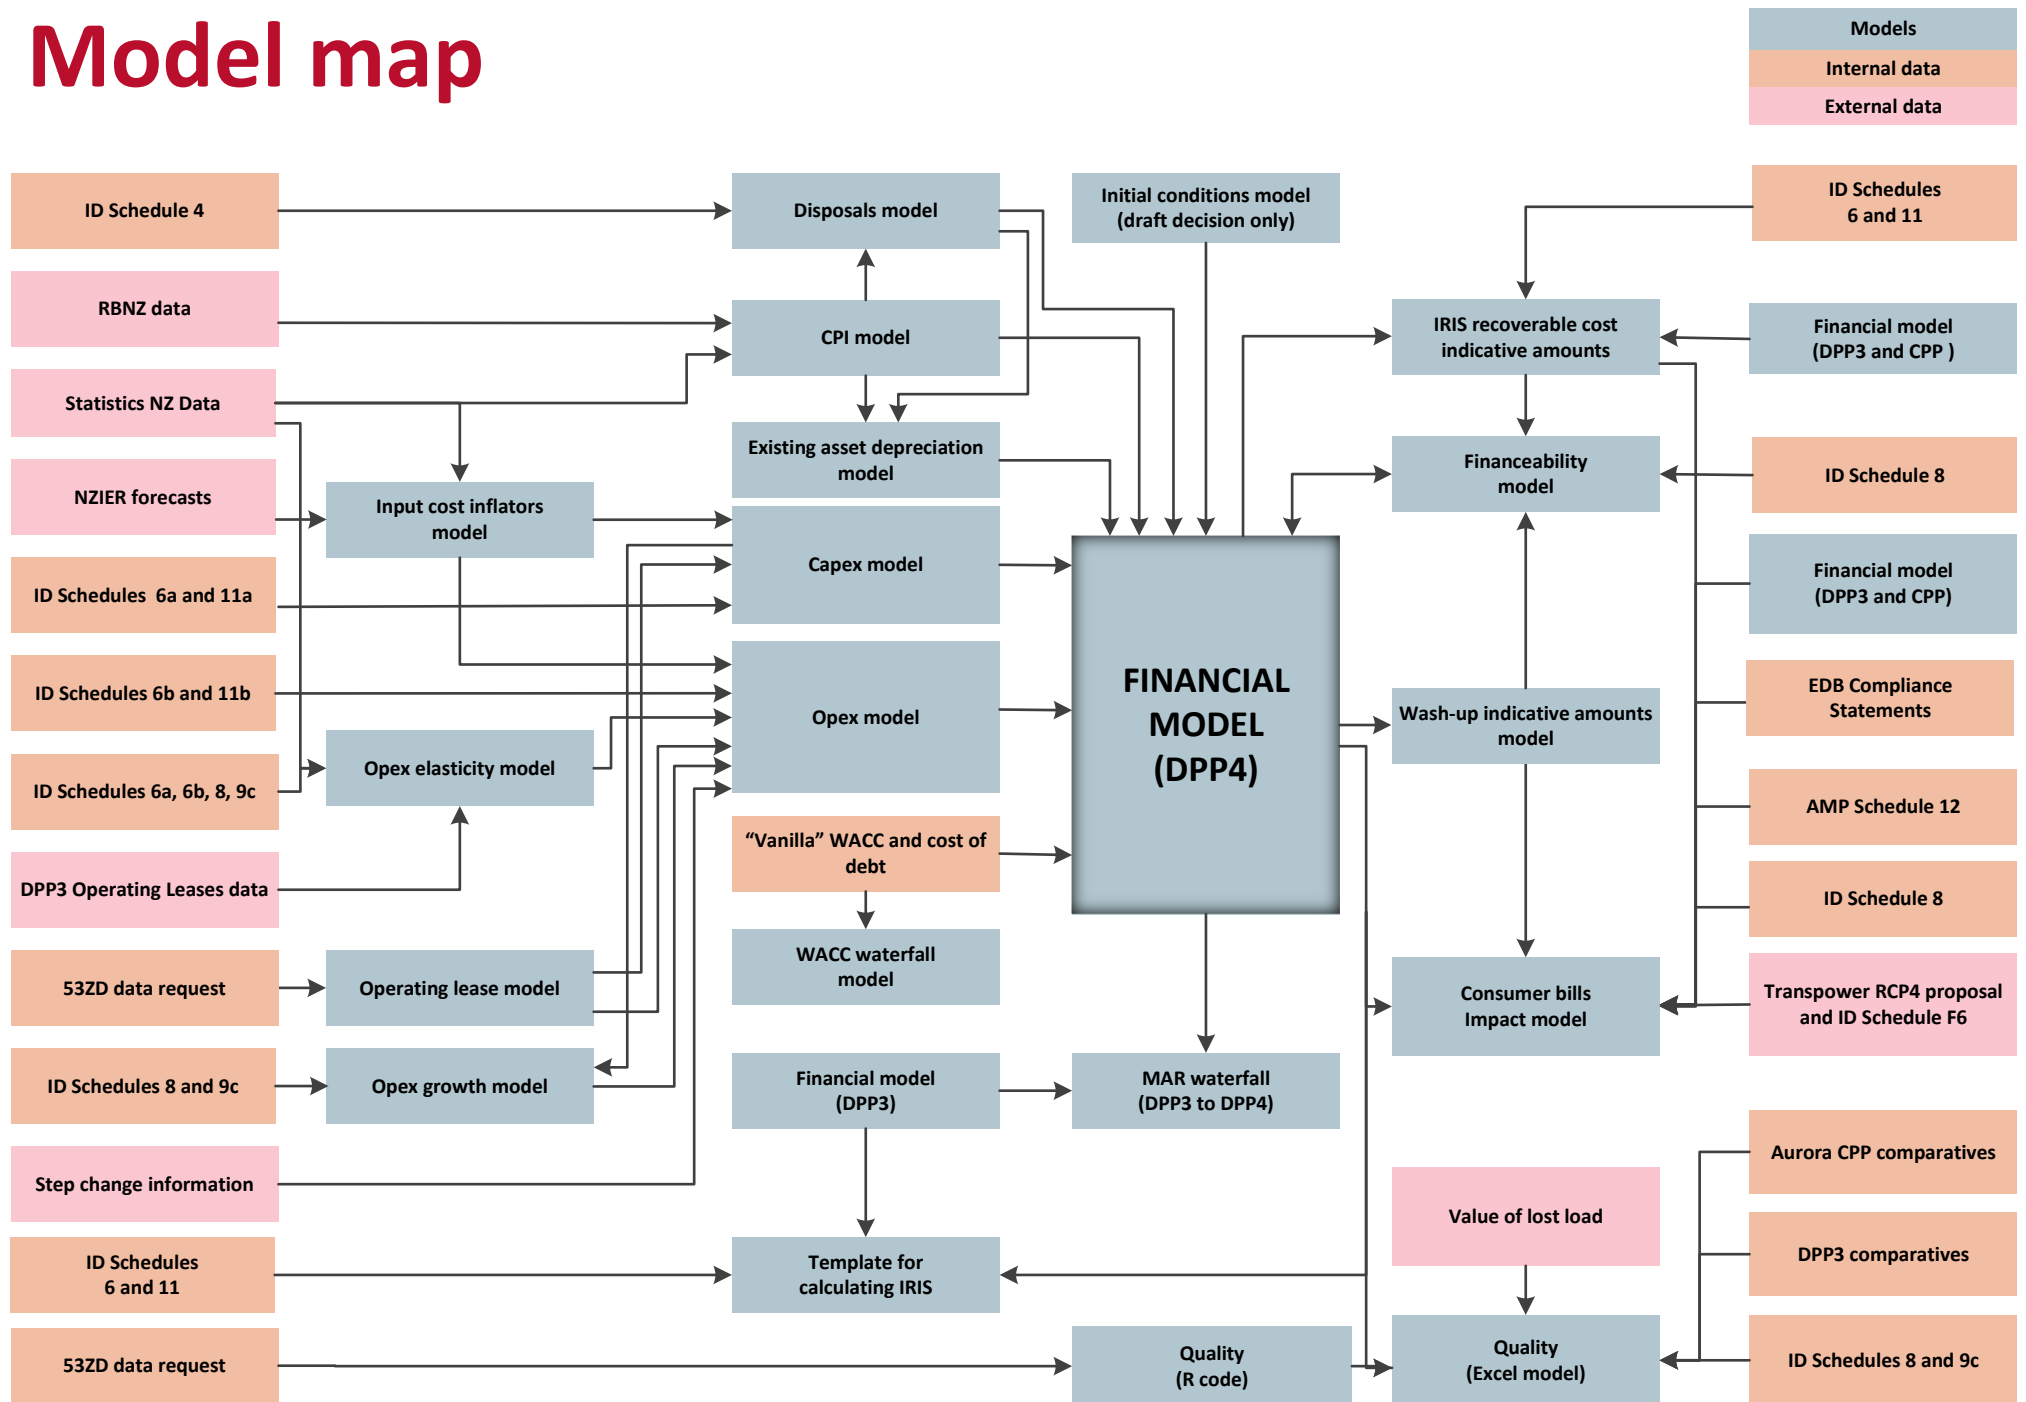 Model map
Models
Internal data
External data
ID Schedule 4
RBNZ data
Statistics NZ Data
NZIER forecasts
ID Schedules  6a and 11a
ID Schedules 6b and 11b
ID Schedules 6a, 6b, 8, 9c
DPP3 Operating Leases data
53ZD data request
ID Schedules 8 and 9c
Step change information
ID Schedules
6 and 11
53ZD data request
Input cost inflators
model
Opex elasticity model
Operating lease model
Opex growth model
Disposals model
CPI model
Existing asset depreciation
model
Capex model
Opex model
“Vanilla” WACC and cost of
debt
WACC waterfall
model
Financial model
(DPP3)
Template for
calculating IRIS
Initial conditions model
(draft decision only)
FINANCIAL
MODEL
(DPP4)
MAR waterfall
(DPP3 to DPP4)
Quality
(R code)
IRIS recoverable cost
indicative amounts
Financeability
model
Wash-up indicative amounts
model
Consumer bills
Impact model
Value of lost load
Quality
(Excel model)
ID Schedules
6 and 11
Financial model
(DPP3 and CPP )
ID Schedule 8
Financial model
(DPP3 and CPP)
EDB Compliance
Statements
AMP Schedule 12
ID Schedule 8
Transpower RCP4 proposal
and ID Schedule F6
Aurora CPP comparatives
DPP3 comparatives
ID Schedules 8 and 9c